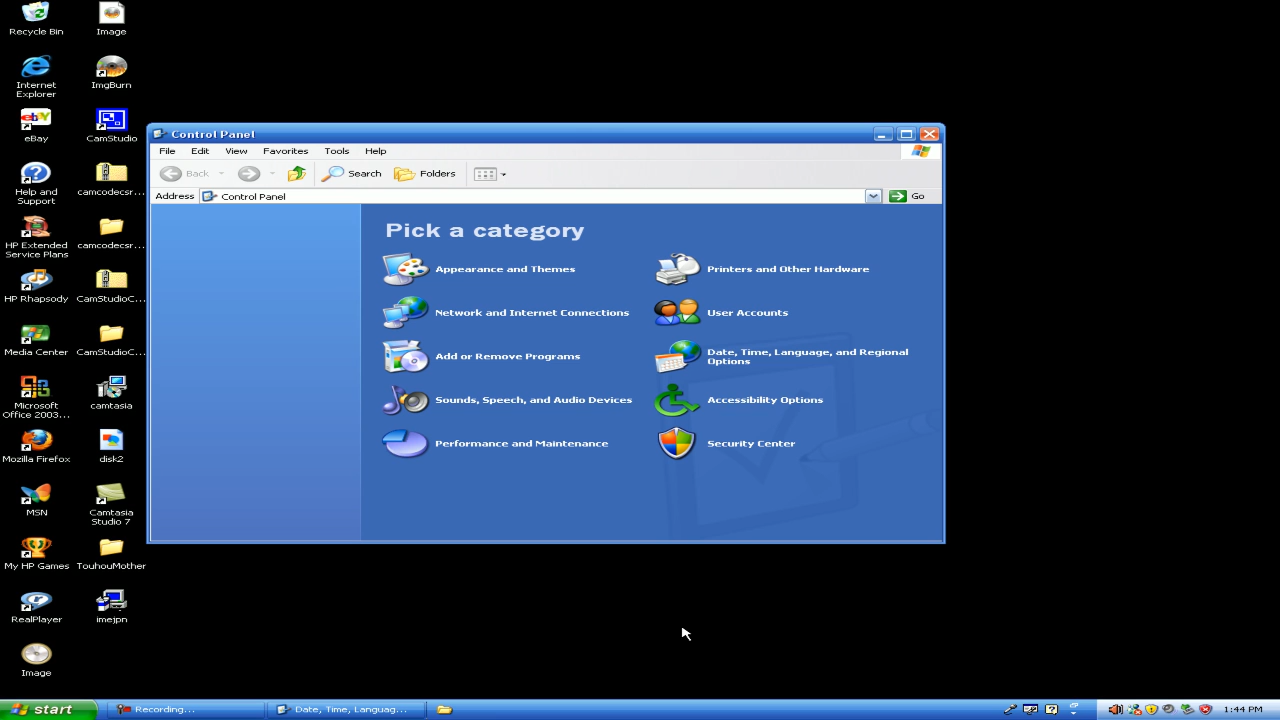 Recycle Bin
Image
Internet
Explorer
ImgBurn
eBay
CamStudio
Help and
Support
camcodecsr...
HP Extended
Service Plans
camcodecsr...
HP Rhapsody
CamStudioC...
Media Center
CamStudioC...
Microsoft
Office 2003...
camtasia
Mozilla Firefox
disk2
MSN
Camtasia
Studio 7
My HP Games
TouhouMother
RealPlayer
imejpn
Image
Control Panel
File Edit View Favorites Tools Help
Back Search Folders
Address Control Panel Go
Pick a category
Appearance and Themes
Printers and Other Hardware
Network and Internet Connections
User Accounts
Add or Remove Programs
Date, Time, Language, and Regional
Options
Sounds, Speech, and Audio Devices
Accessibility Options
Performance and Maintenance
Security Center
start
Recording...
Date, Time, Languag...
1:44 PM